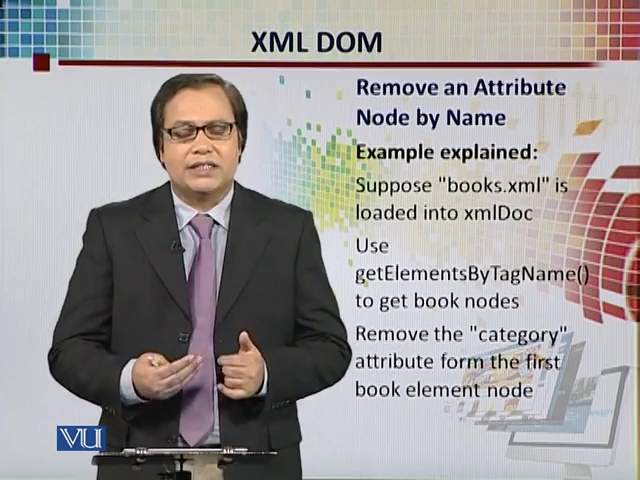 XML DOM
Remove an Attribute
Node by Name
Example explained:
Suppose "books.xml" is
loaded into xmlDoc
Use
getElementsByTagName()
to get book nodes
Remove the "category"
attribute form the first
book element node
VU